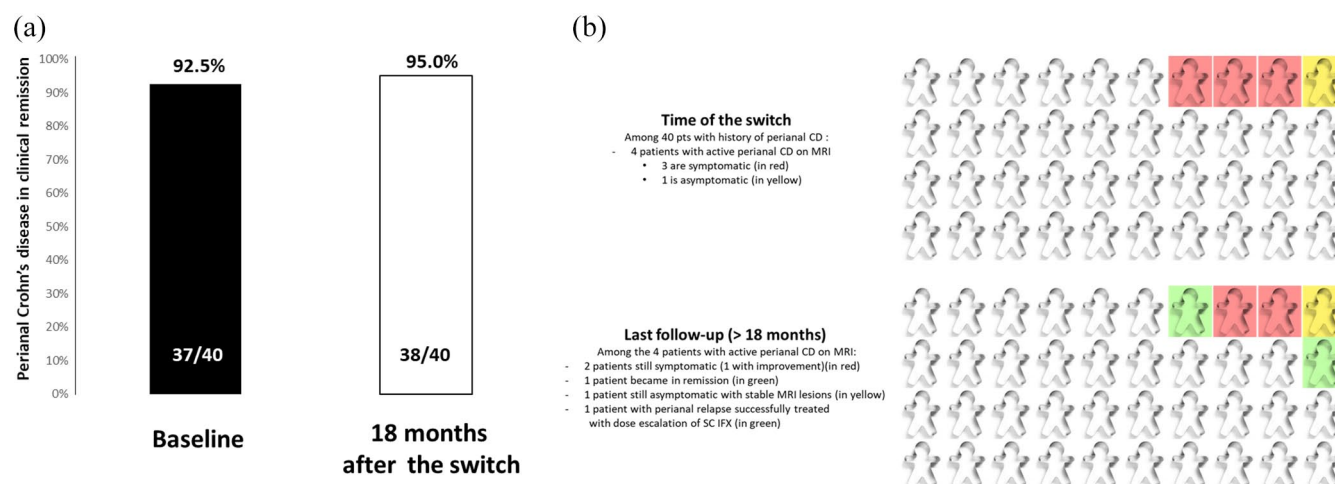 (a)
Perianal Crohn's disease in clinical remission
100%
90%
80%
70%
60%
50%
40%
30%
20%
10%
0%
92.5%
95.0%
37/40
38/40
Baseline
18 months
after the switch
(b)
Time of the switch
Among 40 pts with history of perianal CD :
- 4 patients with active perianal CD on MRI
• 3 are symptomatic (in red)
• 1 is asymptomatic (in yellow)
Last follow-up (> 18 months)
Among the 4 patients with active perianal CD on MRI:
- 2 patients still symptomatic (1 with improvement)(in red)
- 1 patient became in remission (in green)
- 1 patient still asymptomatic with stable MRI lesions (in yellow)
- 1 patient with perianal relapse successfully treated
with dose escalation of SC IFX (in green)